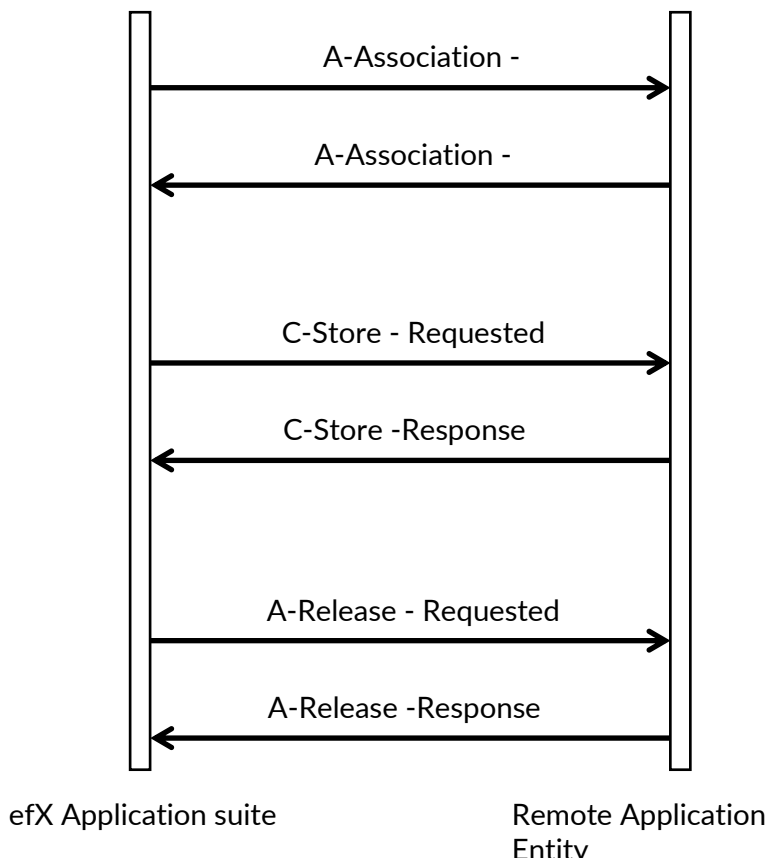 A-Association -
A-Association -
C-Store - Requested
C-Store -Response
A-Release - Requested
A-Release -Response
efX Application suite
Remote Application
Entity